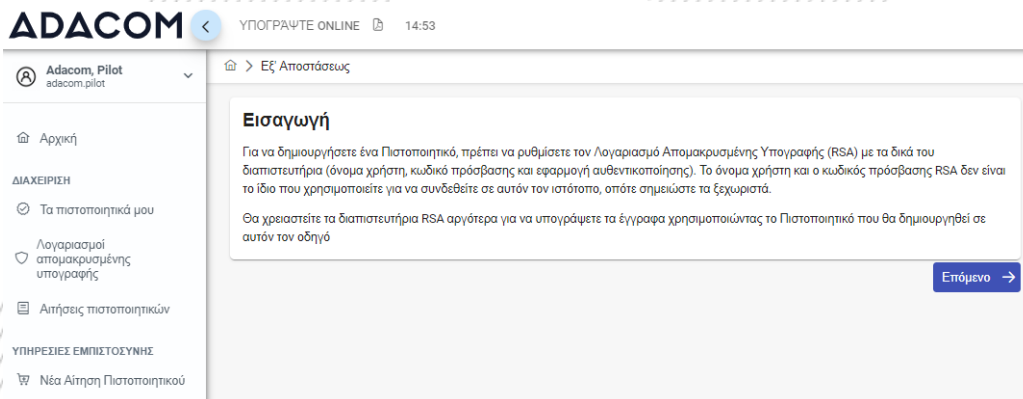 ADACOM
ΥΠΟΓΡΑΨΤΕ ONLINE 14:53
Adacom, Pilot
adacom.pilot
Εξ' Αποστάσεως
Αρχική
ΔΙΑΧΕΙΡΙΣΗ
Τα πιστοποιητικά μου
Λογαριασμοί
απομακρυσμένης
υπογραφής
Αιτήσεις πιστοποιητικών
ΥΠΗΡΕΣΙΕΣ ΕΜΠΙΣΤΟΣΥΝΗΣ
Νέα Αίτηση Πιστοποιητικού
Εισαγωγή
Για να δημιουργήσετε ένα Πιστοποιητικό, πρέπει να ρυθμίσετε τον Λογαριασμό Απομακρυσμένης Υπογραφής (RSA) με τα δικά του
διαπιστευτήρια (όνομα χρήστη, κωδικό πρόσβασης και εφαρμογή αυθεντικοποίησης). Το όνομα χρήστη και ο κωδικός πρόσβασης RSA δεν είναι
το ίδιο που χρησιμοποιείτε για να συνδεθείτε σε αυτόν τον ιστότοπο, οπότε σημειώστε τα ξεχωριστά.
Θα χρειαστείτε τα διαπιστευτήρια RSA αργότερα για να υπογράψετε τα έγγραφα χρησιμοποιώντας το Πιστοποιητικό που θα δημιουργηθεί σε
αυτόν τον οδηγό
Επόμενο